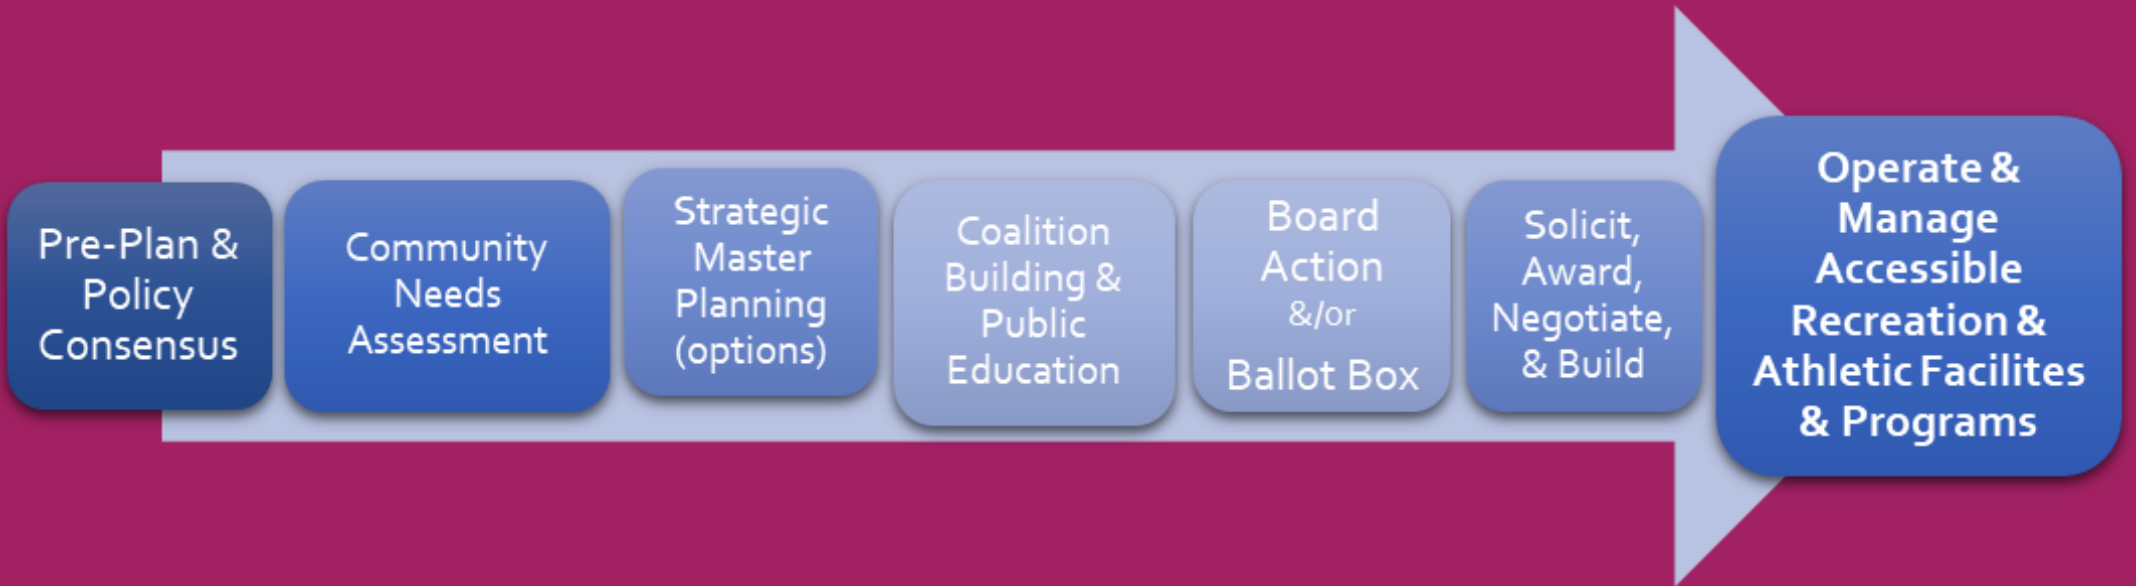 Pre-Plan &
Policy
Consensus
Community
Needs
Assessment
Strategic
Master
Planning
(options)
Coalition
Building &
Public
Education
Board
Action
&/or
Ballot Box
Solicit,
Award,
Negotiate,
& Build
Operate &
Manage
Accessible
Recreation &
Athletic Facilites
& Programs